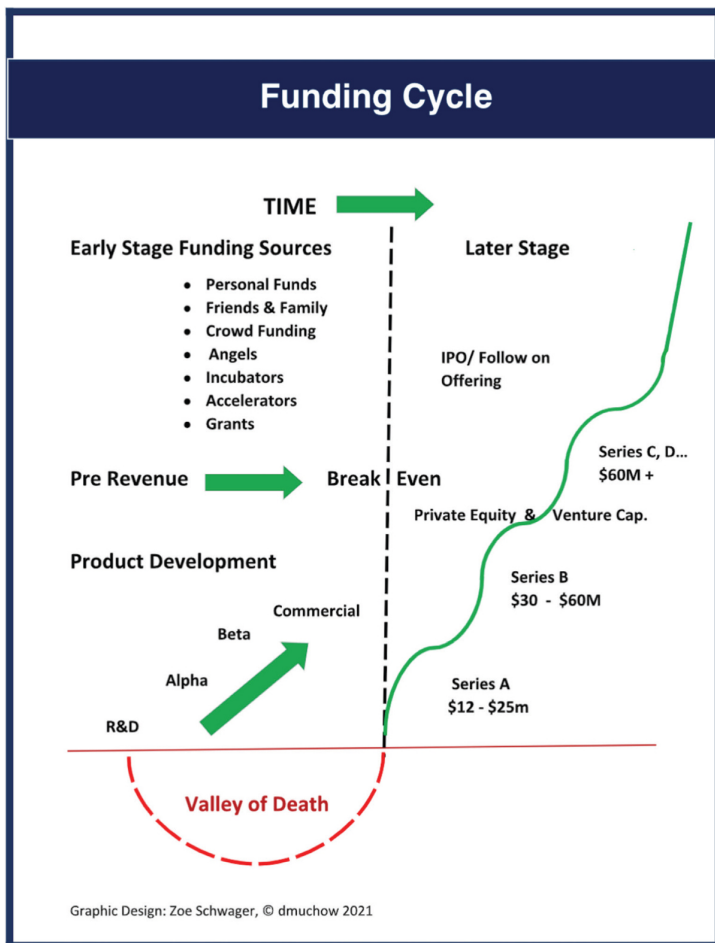 Funding Cycle
TIME
Early Stage Funding Sources
• Personal Funds
• Friends & Family
• Crowd Funding
• Angels
• Incubators
• Accelerators
• Grants
Later Stage
IPO/ Follow on
Offering
Series C, D...
$60M +
Pre Revenue
Break Even
Private Equity & Venture Cap.
Product Development
Series B
$30 - $60M
Commercial
Beta
Alpha
R&D
Series A
$12 - $25m
Valley of Death
Graphic Design: Zoe Schwager, © dmuchow 2021